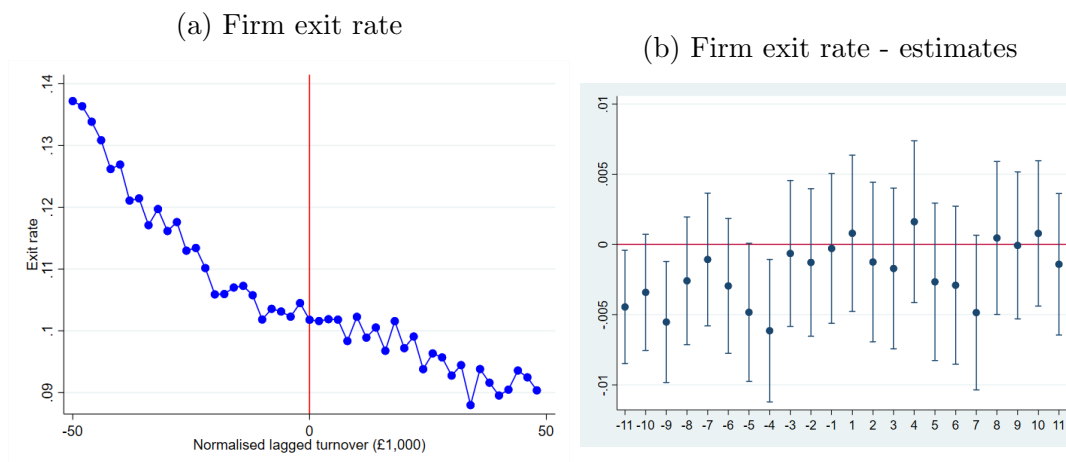 (a) Firm exit rate
.14
.13
.12
.11
.1
.09
Exit rate
-50
0
50
Normalised lagged turnover (£1,000)
(b) Firm exit rate - estimates
.01
.005
0
-.005
-.01
-11 -10 -9 -8 -7 -6 -5 -4 -3 -2 -1 1 2 3 4 5 6 7 8 9 10 11